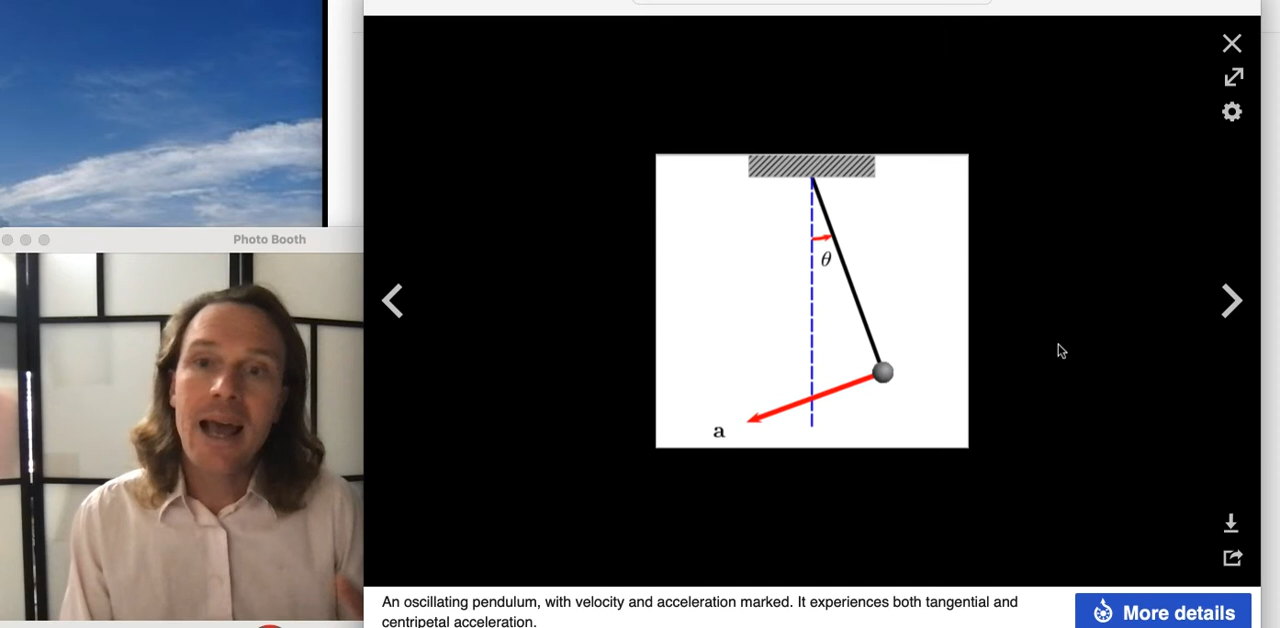 Photo Booth
θ
a
An oscillating pendulum, with velocity and acceleration marked. It experiences both tangential and
centripetal acceleration.
More details